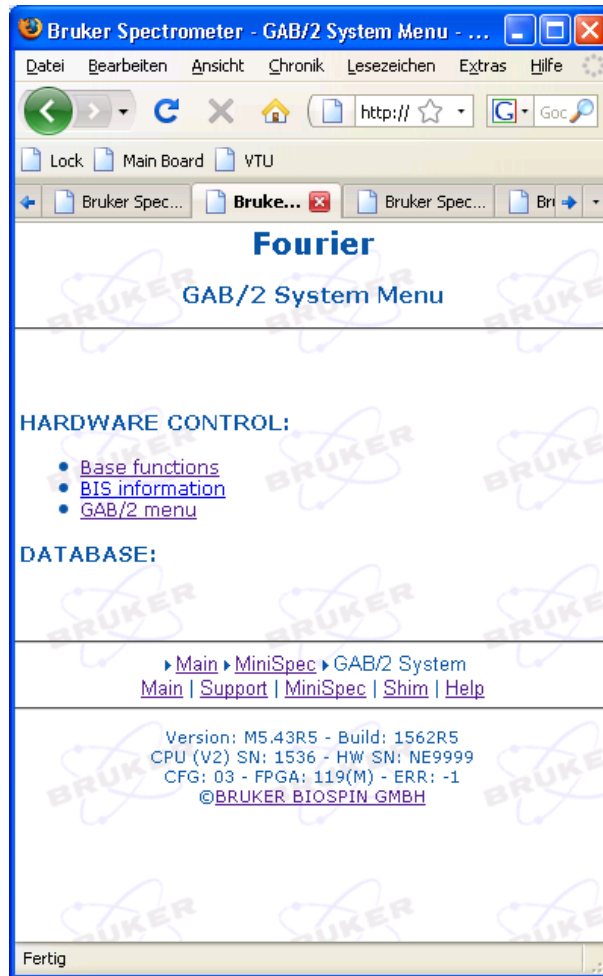 Bruker Spectrometer - GAB/2 System Menu - ...
Datei Bearbeiten Ansicht Chronik Lesezeichen Extras Hilfe
http:// G Goc
Lock Main Board VTU
Bruker Spec... Bruke... Bruker Spec... Bru
Fourier
GAB/2 System Menu
HARDWARE CONTROL:
Base functions
BIS information
GAB/2 menu
DATABASE:
Main MiniSpec GAB/2 System
Main | Support | MiniSpec | Shim | Help
Version: M5.43R5 - Build: 1562R5
CPU (V2) SN: 1536 - HW SN: NE9999
CFG: 03 - FPGA: 119(M) - ERR: -1
©BRUKER BIOSPIN GMBH
BRUKER
Fertig